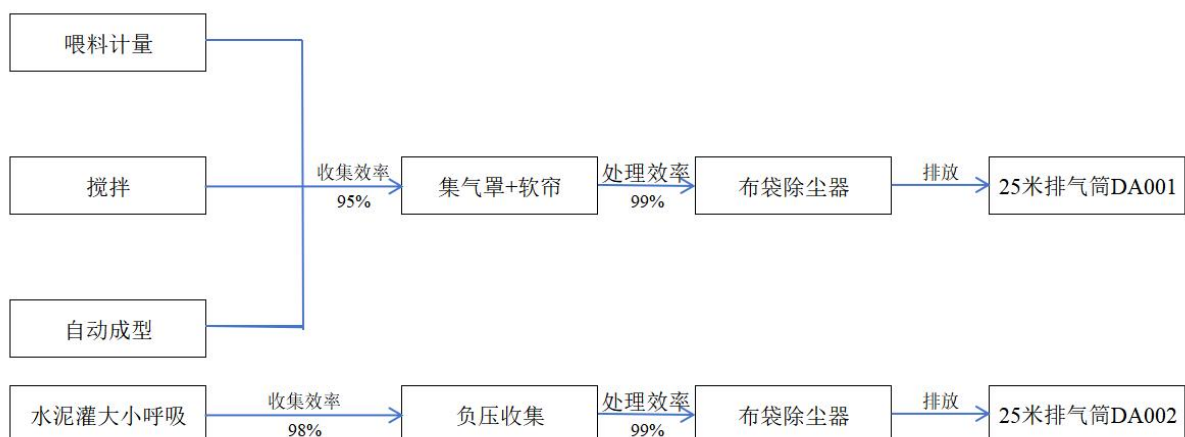 喂料计量
搅拌
收集效率
95%
集气罩+软帘
处理效率
99%
布袋除尘器
排放
25米排气筒DA001
自动成型
水泥灌大小呼吸
收集效率
98%
负压收集
处理效率
99%
布袋除尘器
排放
25米排气筒DA002